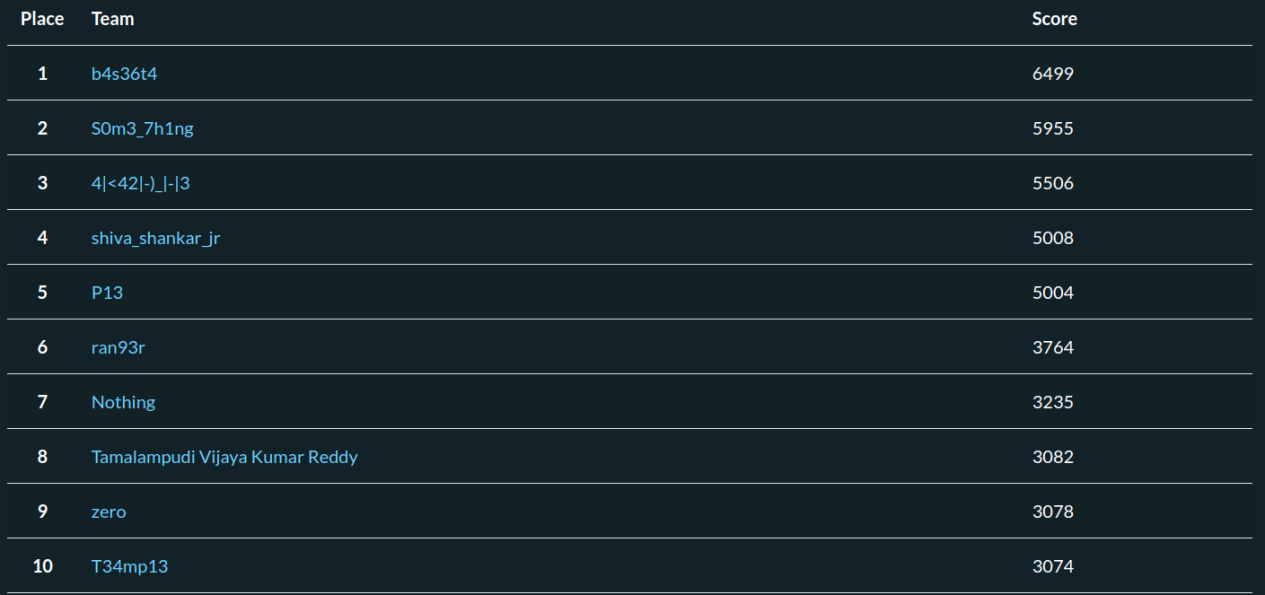 Place Team Score
1 b4s36t4 6499
2 S0m3_7h1ng 5955
3 4|<42|-)_|-|3 5506
4 shiva_shankar_jr 5008
5 P13 5004
6 ran93r 3764
7 Nothing 3235
8 Tamalampudi Vijaya Kumar Reddy 3082
9 zero 3078
10 T34mp13 3074